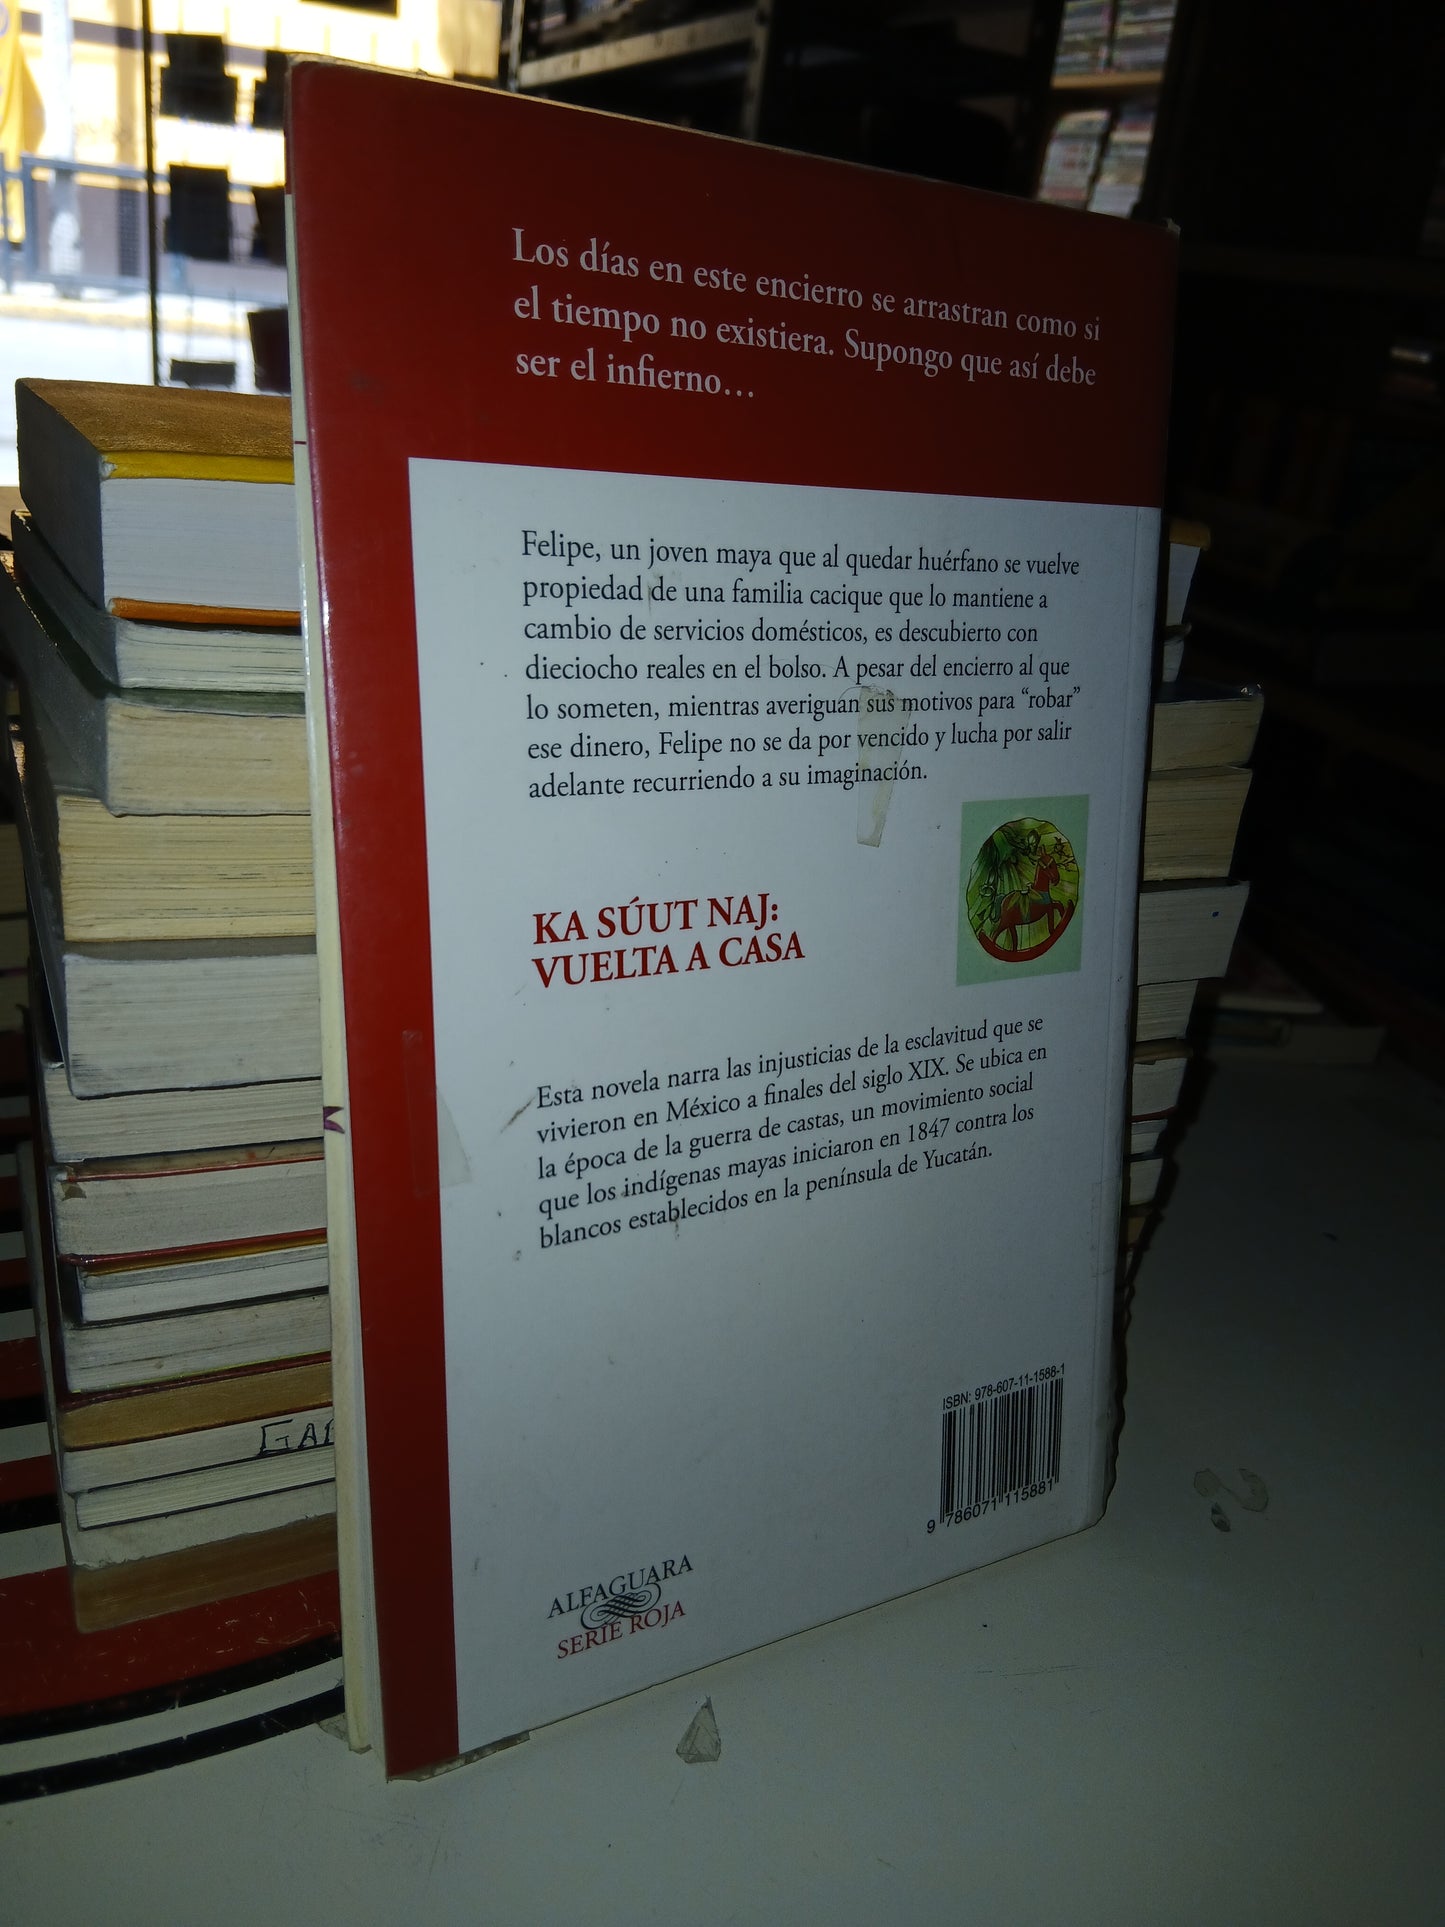 Los días en este encierro se arrastran como si
el tiempo no existiera. Supongo que así debe
ser el infierno...
Felipe, un joven maya que al quedar huérfano se vuelve
propiedad de una familia cacique que lo mantiene a
cambio de servicios domésticos, es descubierto con
dieciocho reales en el bolso. A pesar del encierro al que
lo someten, mientras averiguan sus motivos para “robar”
ese dinero, Felipe no se da por vencido y lucha por salir
adelante recurriendo a su imaginación.
KA SÚUT NAJ:
VUELTA A CASA
Esta novela narra las injusticias de la esclavitud que se
vivieron en México a finales del siglo XIX. Se ubica en
la época de la guerra de castas, un movimiento social
que los indígenas mayas iniciaron en 1847 contra los
blancos establecidos en la península de Yucatán.
ISBN: 978-607-11-1588-1
9 786071 115881
ALFAGUARA
SERIE ROJA